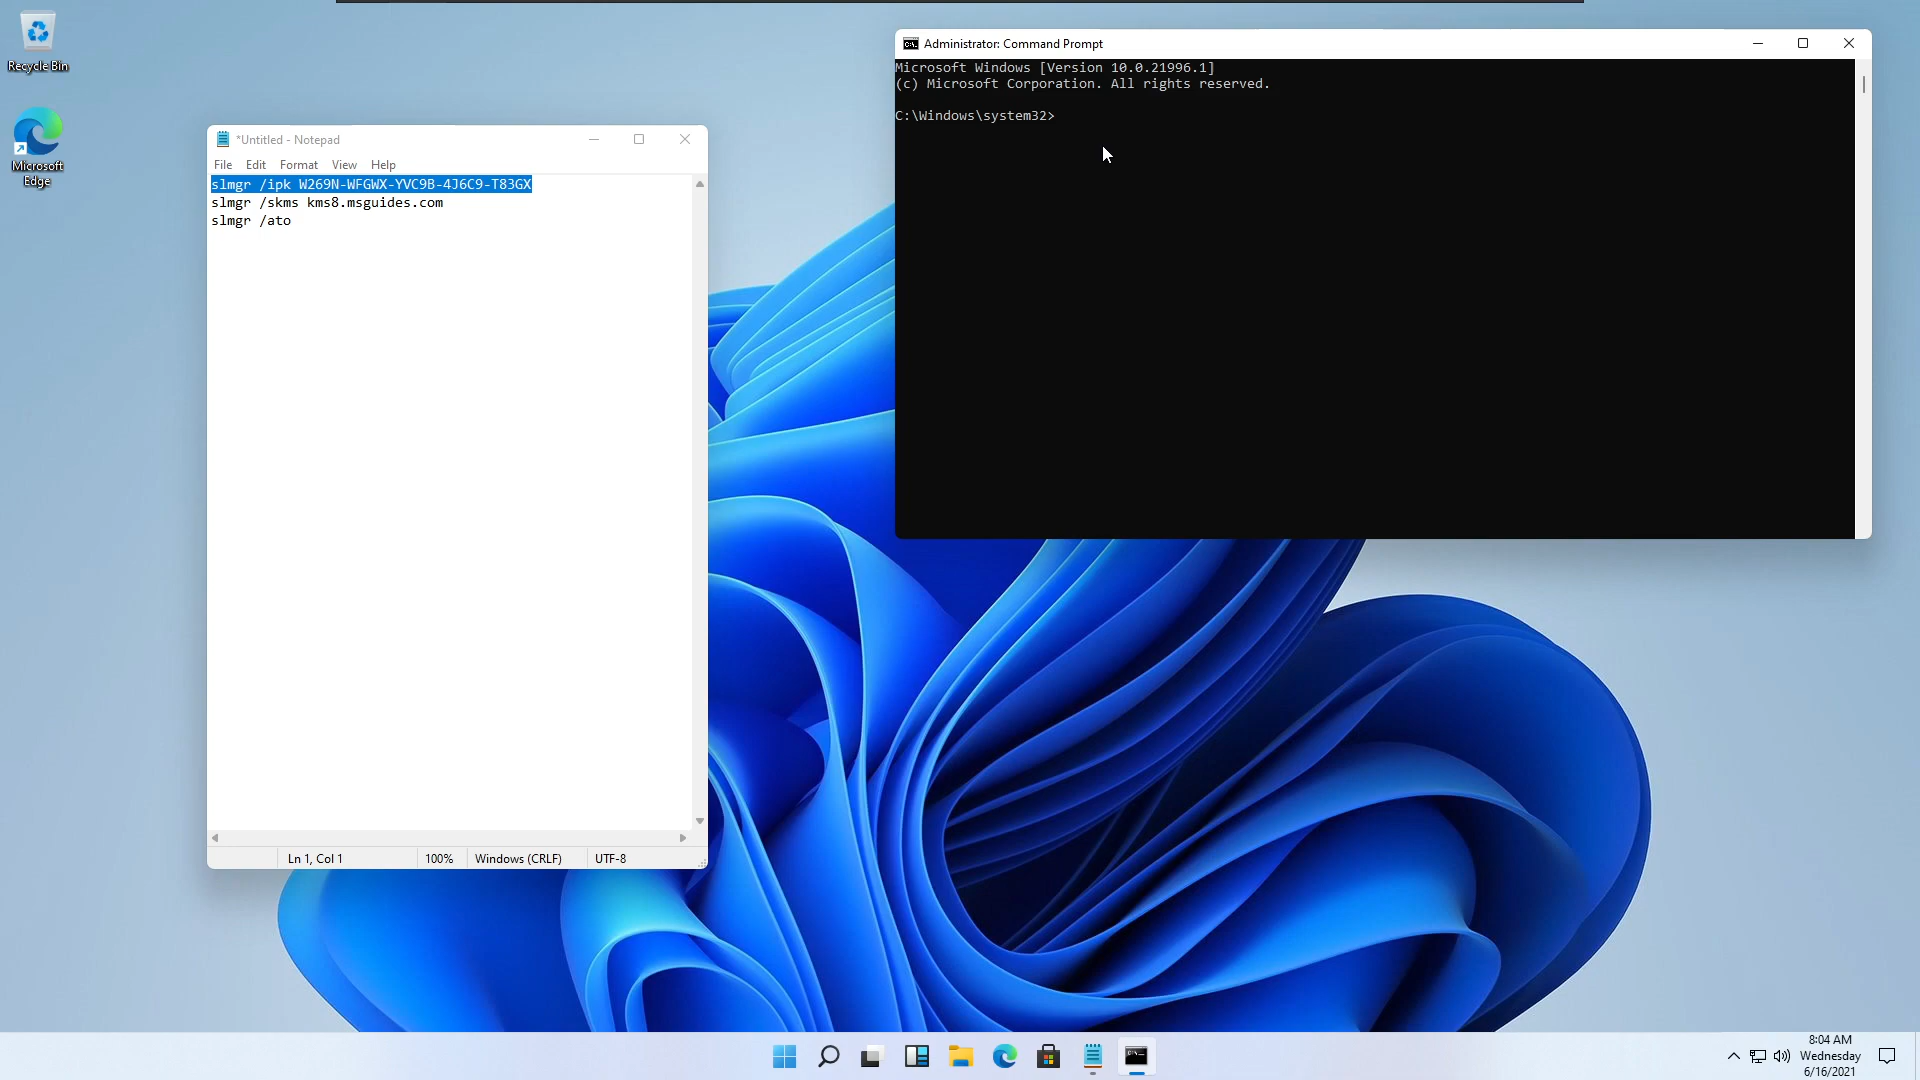 Recycle Bin
Microsoft
Edge
*Untitled - Notepad
File Edit Format View Help
slmgr /ipk W269N-WFGWX-YVC9B-4J6C9-T83GX
slmgr /skms kms8.msguides.com
slmgr /ato
Ln 1, Col 1 100% Windows (CRLF) UTF-8
Administrator: Command Prompt
Microsoft Windows [Version 10.0.21996.1]
(c) Microsoft Corporation. All rights reserved.
C:\Windows\system32>
8:04 AM
Wednesday
6/16/2021